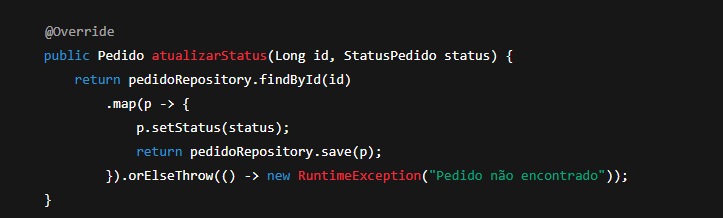 @Override
public Pedido atualizarStatus(Long id, StatusPedido status) {
    return pedidoRepository.findById(id)
        .map(p -> {
            p.setStatus(status);
            return pedidoRepository.save(p);
        }).orElseThrow(() -> new RuntimeException("Pedido não encontrado"));
}